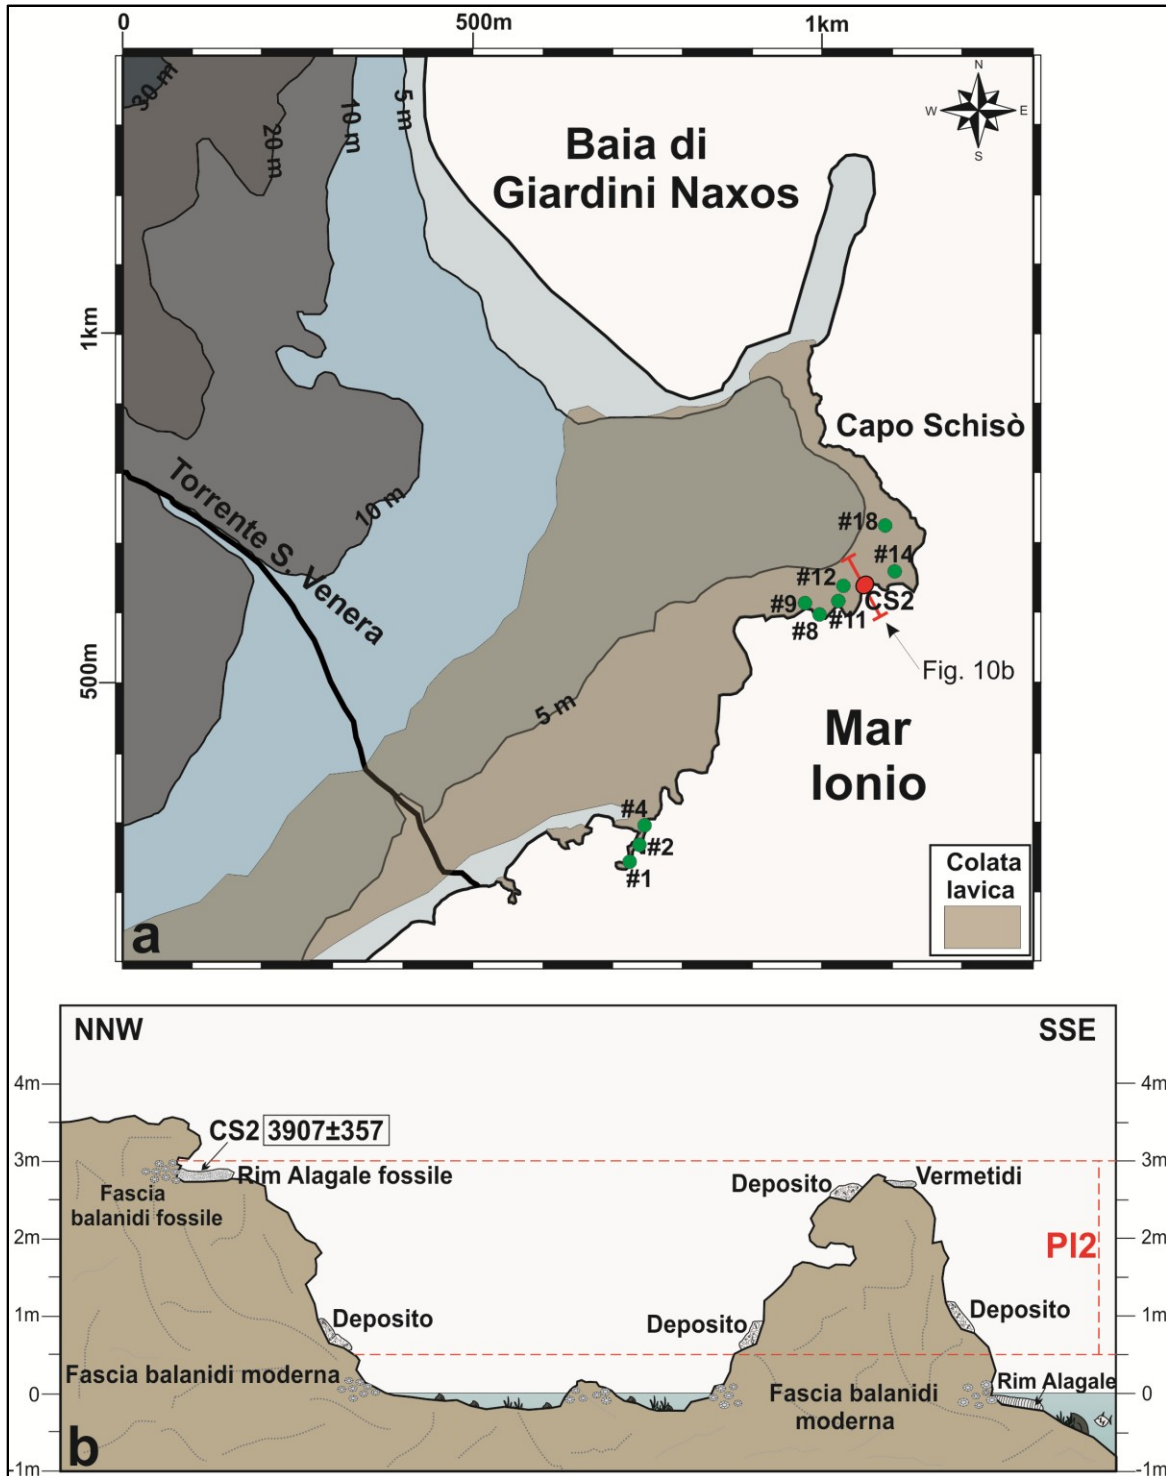 0
500m
1km
30 m
20 m
10 m
5 m
Baia di
Giardini Naxos
N
W
E
S
1km
Capo Schisò
Torrente S. Venera
10 m
#18
#14
#12
#9
CS2
#11
#8
Fig. 10b
500m
5 m
Mar
Ionio
#4
#2
#1
Colata
lavica
a
NNW
SSE
4m
4m
CS2 3907±357
3m
3m
Rim Alagale fossile
Deposito
Vermetidi
Fascia
balanidi fossile
2m
2m
PI2
1m
1m
Deposito
Deposito
Deposito
Fascia balanidi moderna
Rim Alagale
0
0
Fascia balanidi
moderna
b
-1m
-1m